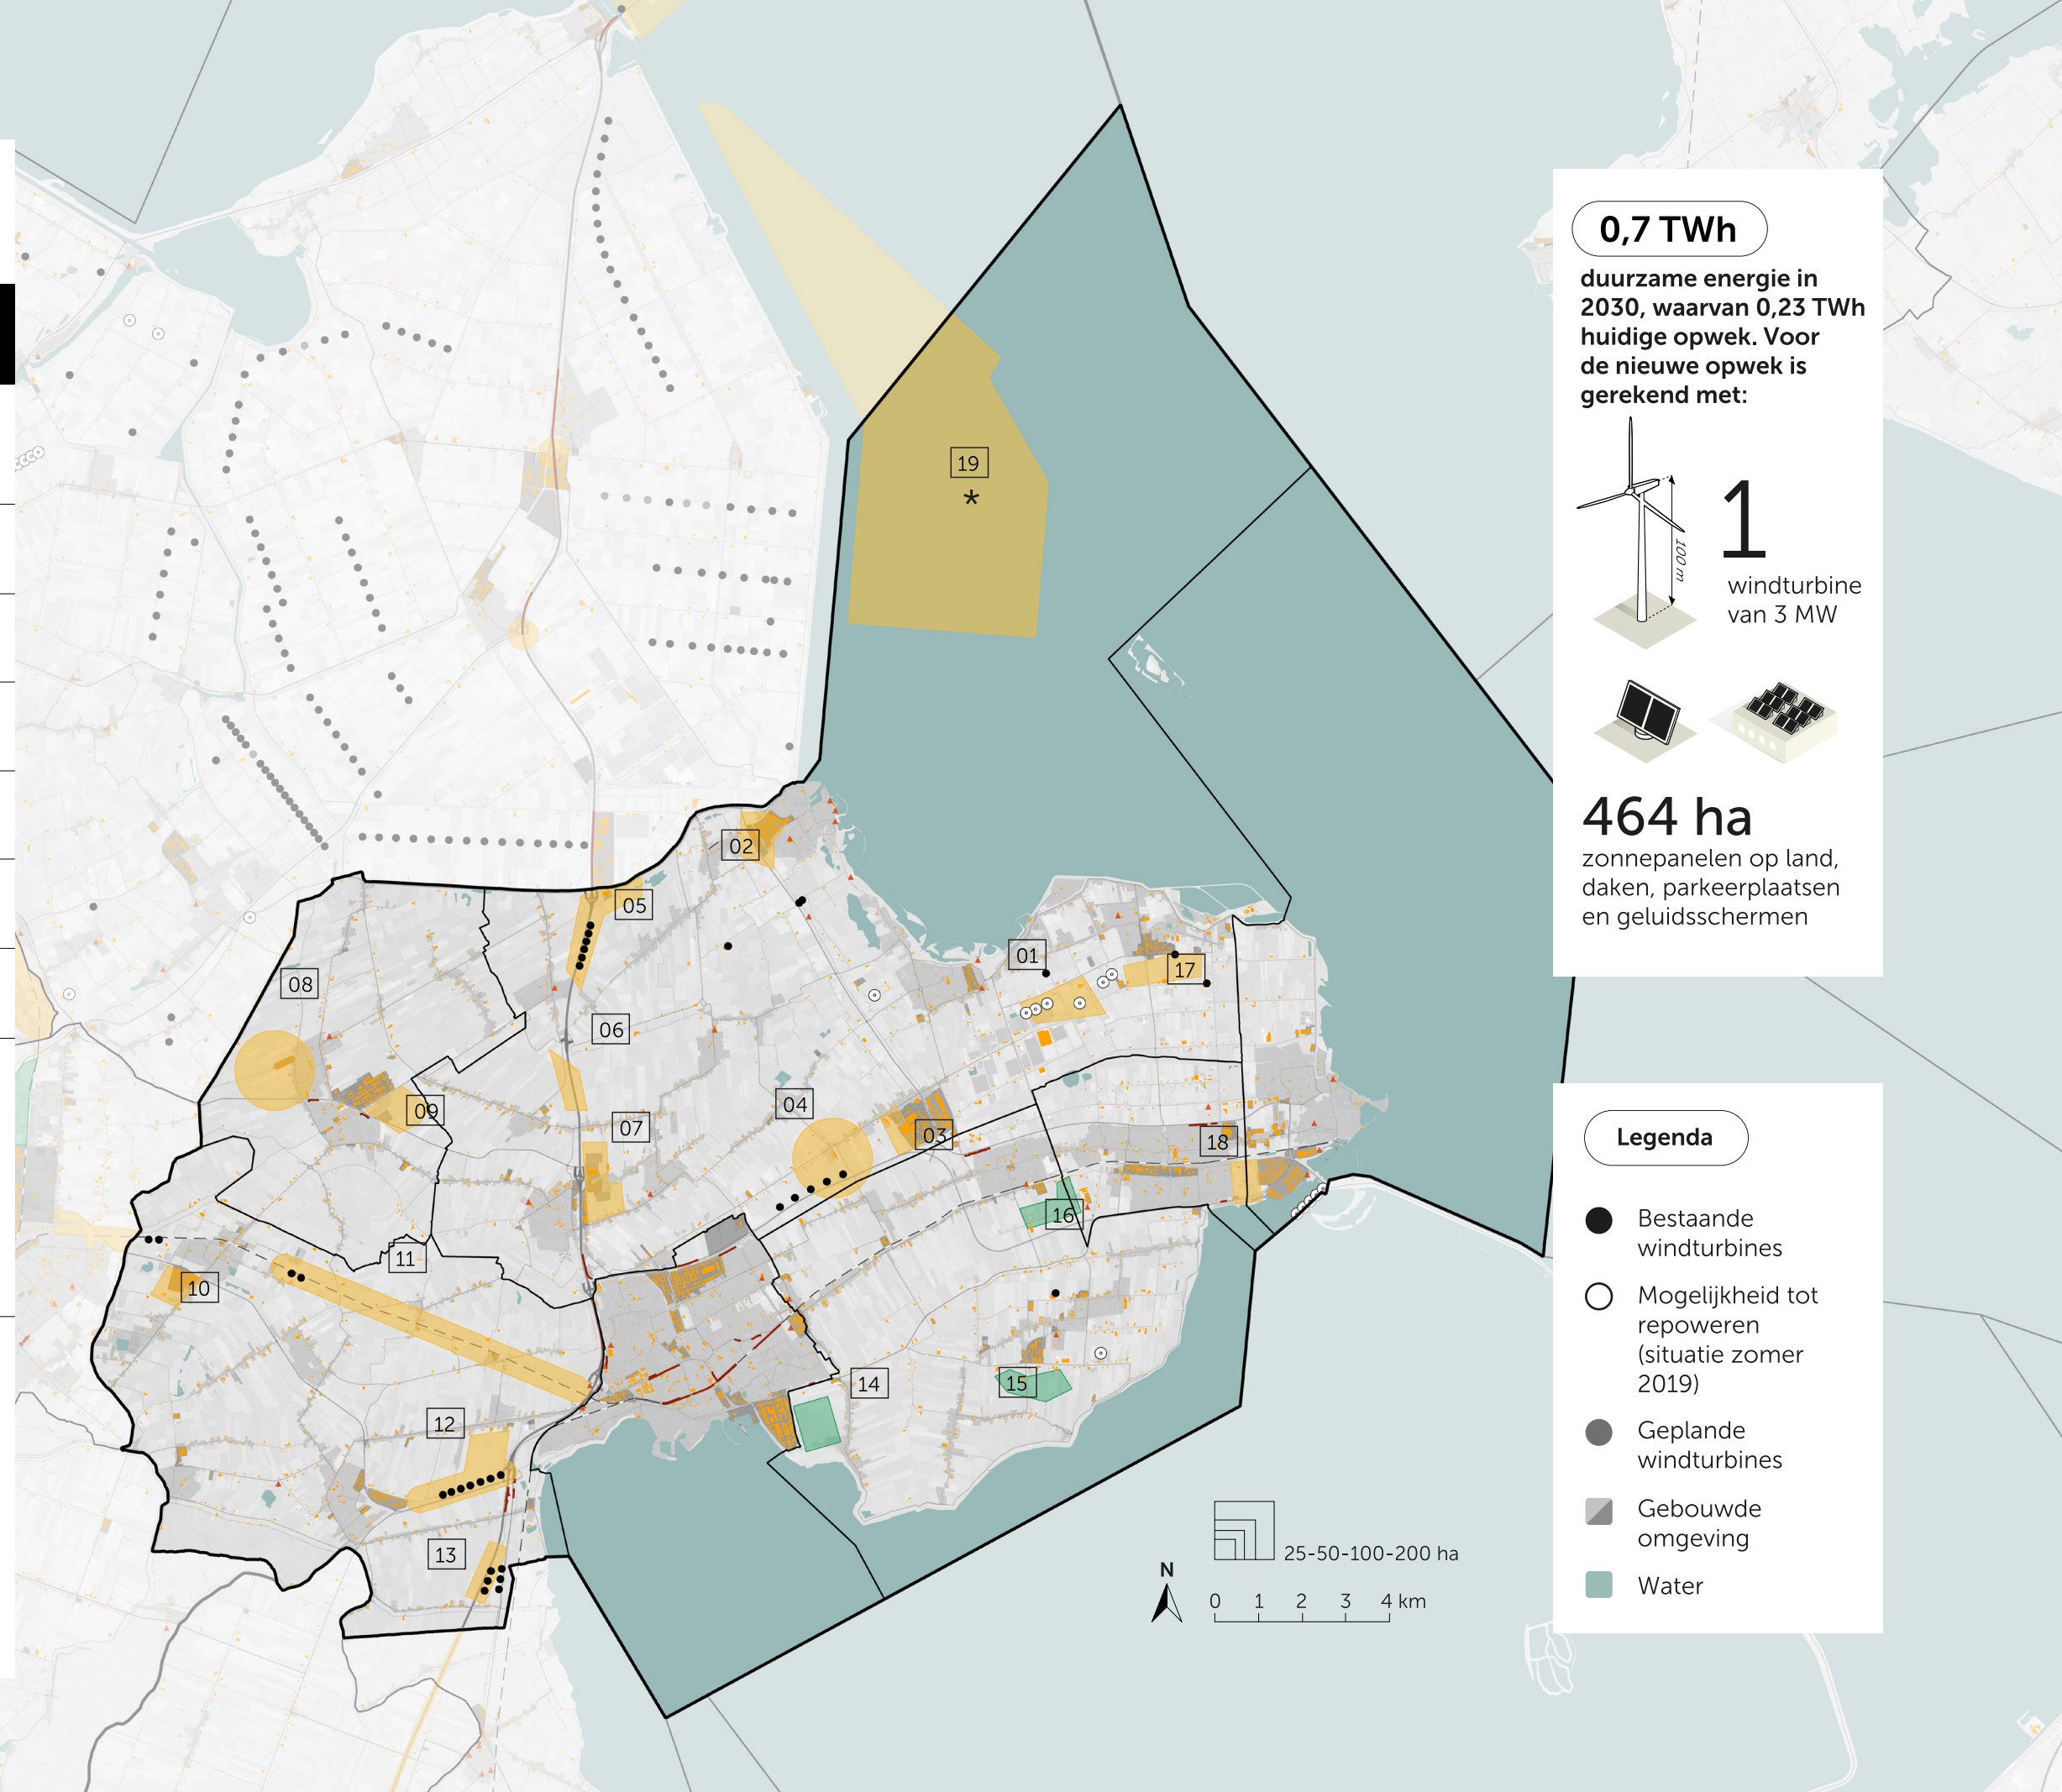 19
*
02
05
08
01
17
06
09
04
07
03
18
16
11
10
14
15
12
13
N
25-50-100-200 ha
0 1 2 3 4 km
0,7 TWh
duurzame energie in
2030, waarvan 0,23 TWh
huidige opwek. Voor
de nieuwe opwek is
gerekend met:
100 m
1
windturbine
van 3 MW
464 ha
zonnepanelen op land,
daken, parkeerplaatsen
en geluidsschermen
Legenda
Bestaande
windturbines
Mogelijkheid tot
repoweren
(situatie zomer
2019)
Geplande
windturbines
Gebouwde
omgeving
Water